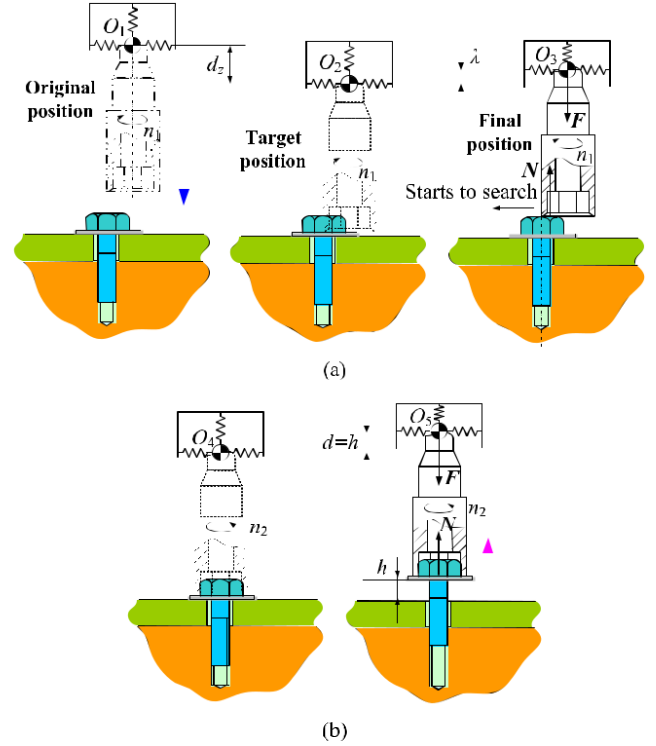 O1
dz
Original
position
n1
O2
Target
position
n1
λ
O3
F
Final
position
n1
N
Starts to search
(a)
O4
n2
d=h
O5
F
n2
N
h
(b)